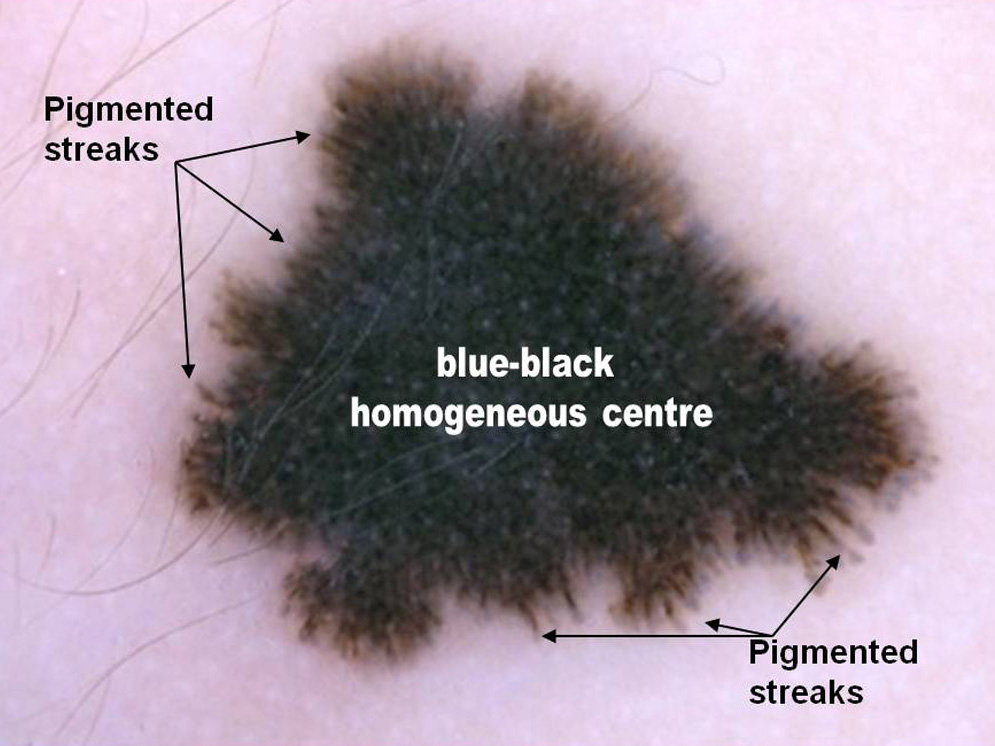 Pigmented
streaks
blue-black
homogeneous centre
Pigmented
streaks